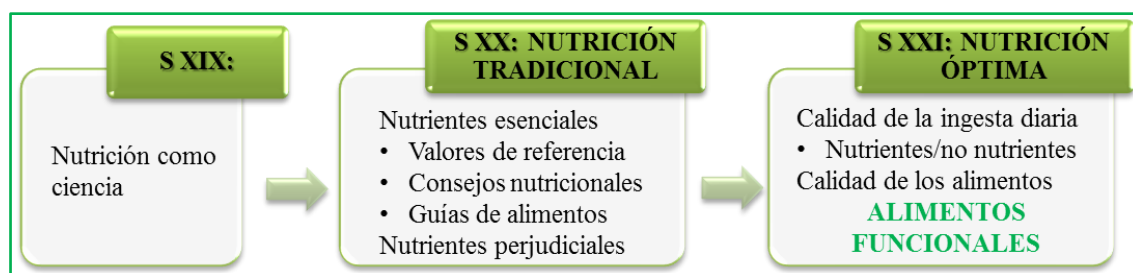 S XIX:
Nutrición como
ciencia
S XX: NUTRICIÓN
TRADICIONAL
Nutrientes esenciales
• Valores de referencia
• Consejos nutricionales
• Guías de alimentos
Nutrientes perjudiciales
S XXI: NUTRICIÓN
ÓPTIMA
Calidad de la ingesta diaria
• Nutrientes/no nutrientes
Calidad de los alimentos
ALIMENTOS
FUNCIONALES